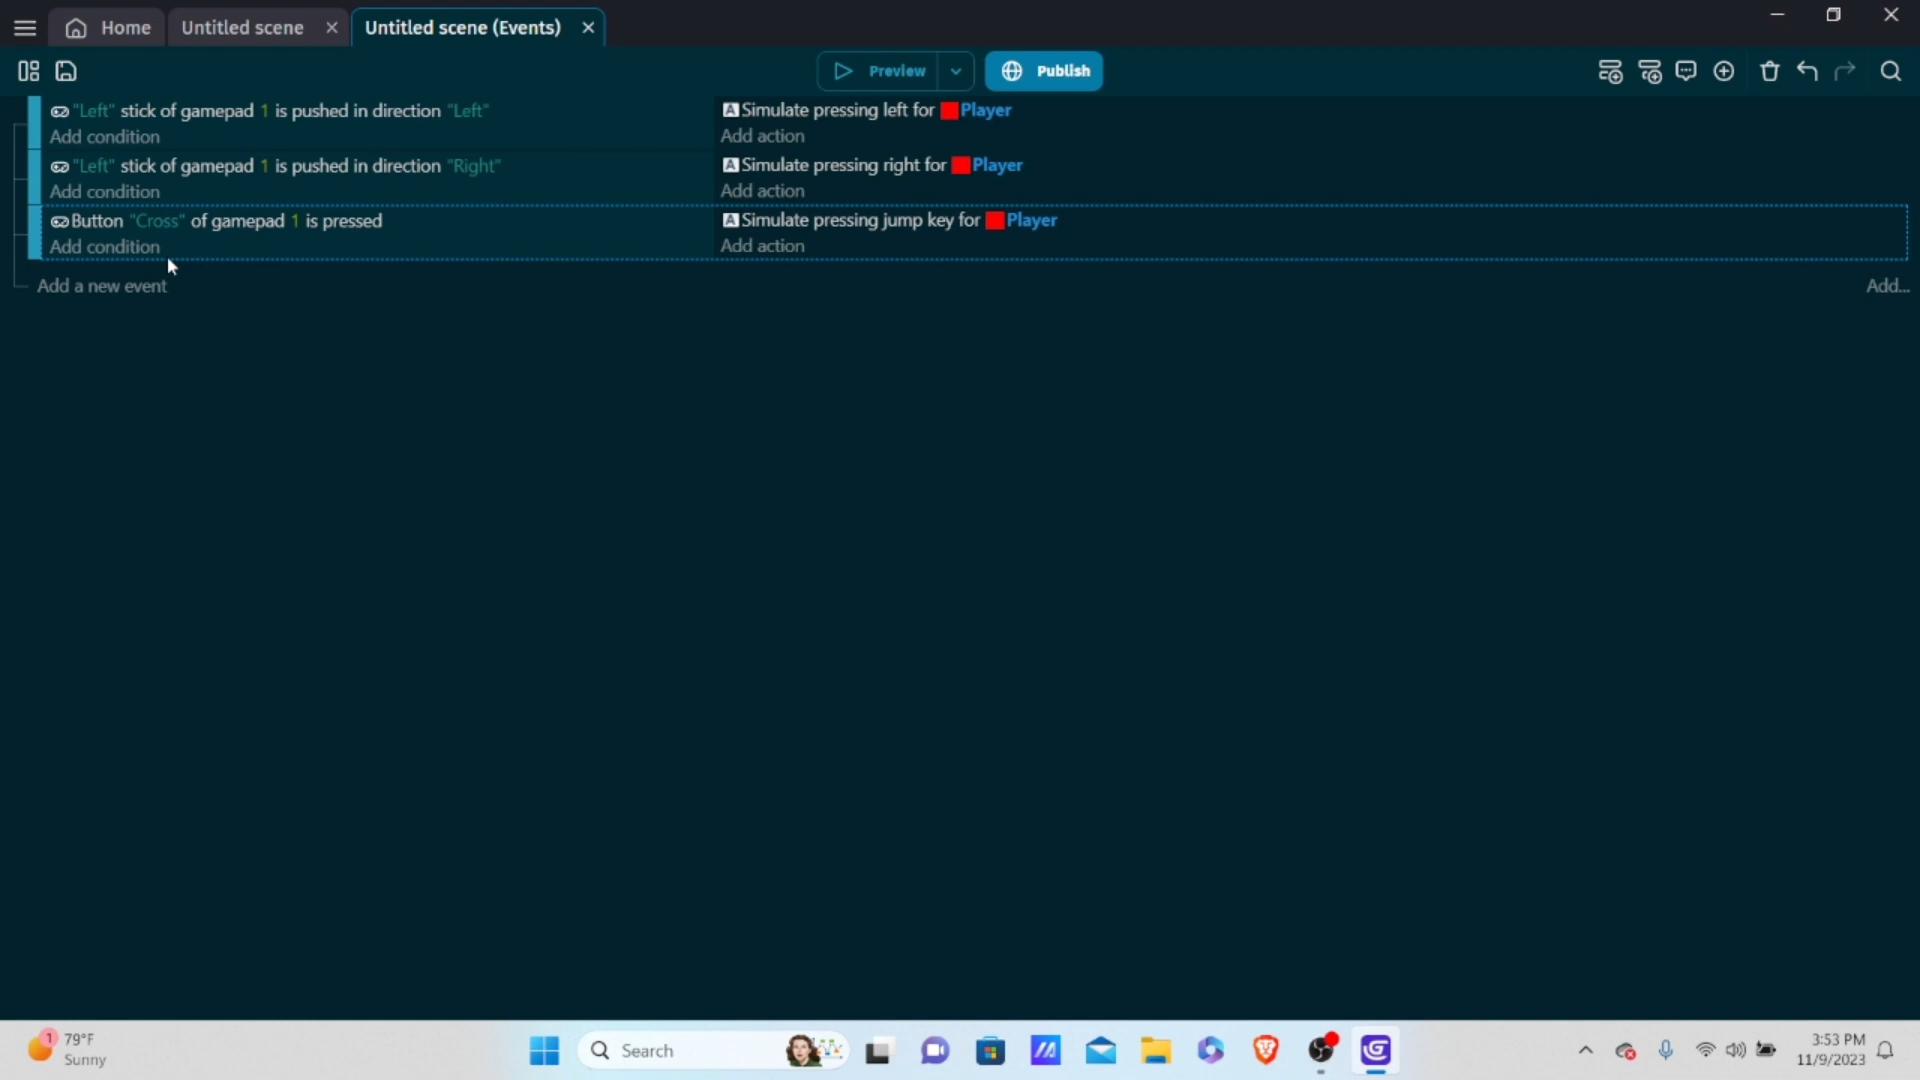 Home
Untitled scene
Untitled scene (Events)
Preview
Publish
"Left" stick of gamepad 1 is pushed in direction "Left"
Simulate pressing left for Player
Add condition
Add action
"Left" stick of gamepad 1 is pushed in direction "Right"
Simulate pressing right for Player
Add condition
Add action
Button "Cross" of gamepad 1 is pressed
Simulate pressing jump key for Player
Add condition
Add action
Add a new event
Add...
1
79°F
Sunny
Search
3:53 PM
11/9/2023